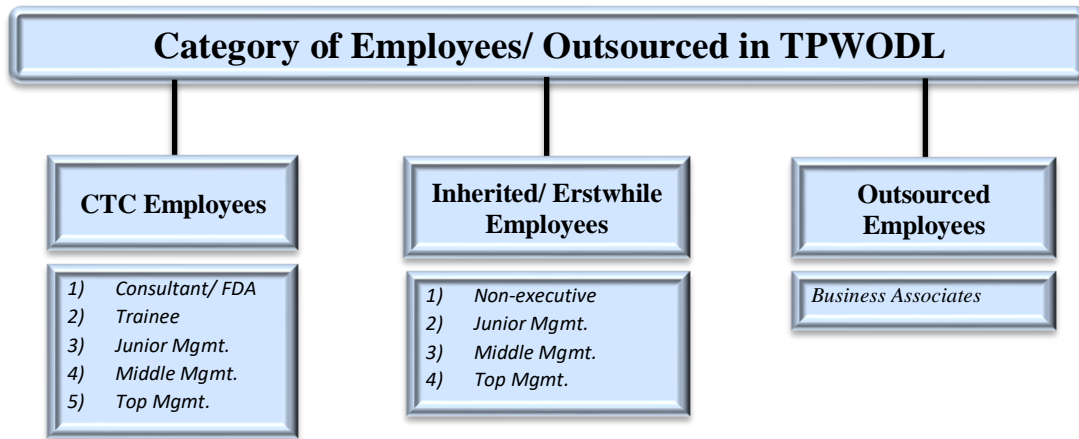 Category of Employees/ Outsourced in TPWODL
CTC Employees
1) Consultant/ FDA
2) Trainee
3) Junior Mgmt.
4) Middle Mgmt.
5) Top Mgmt.
Inherited/ Erstwhile
Employees
1) Non-executive
2) Junior Mgmt.
3) Middle Mgmt.
4) Top Mgmt.
Outsourced
Employees
Business Associates